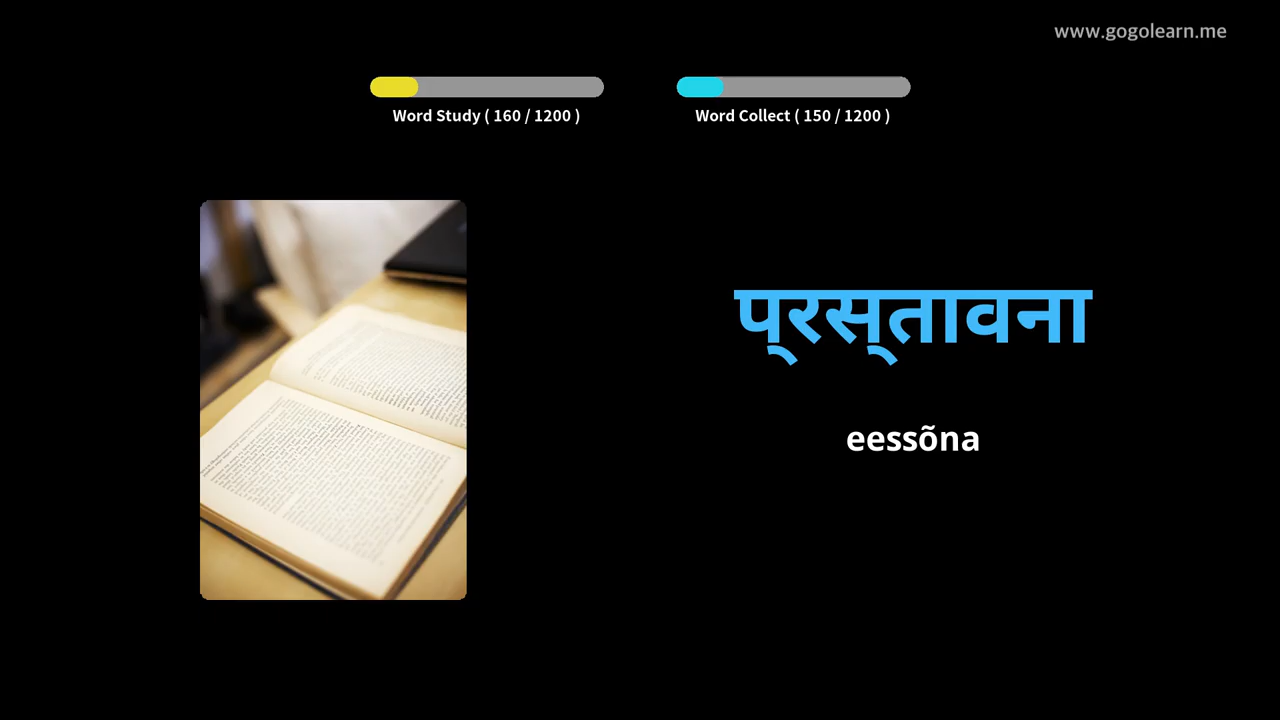 www.gogolearn.me
Word Study ( 160 / 1200 )
Word Collect ( 150 / 1200 )
प्रस्तावना
eessõna